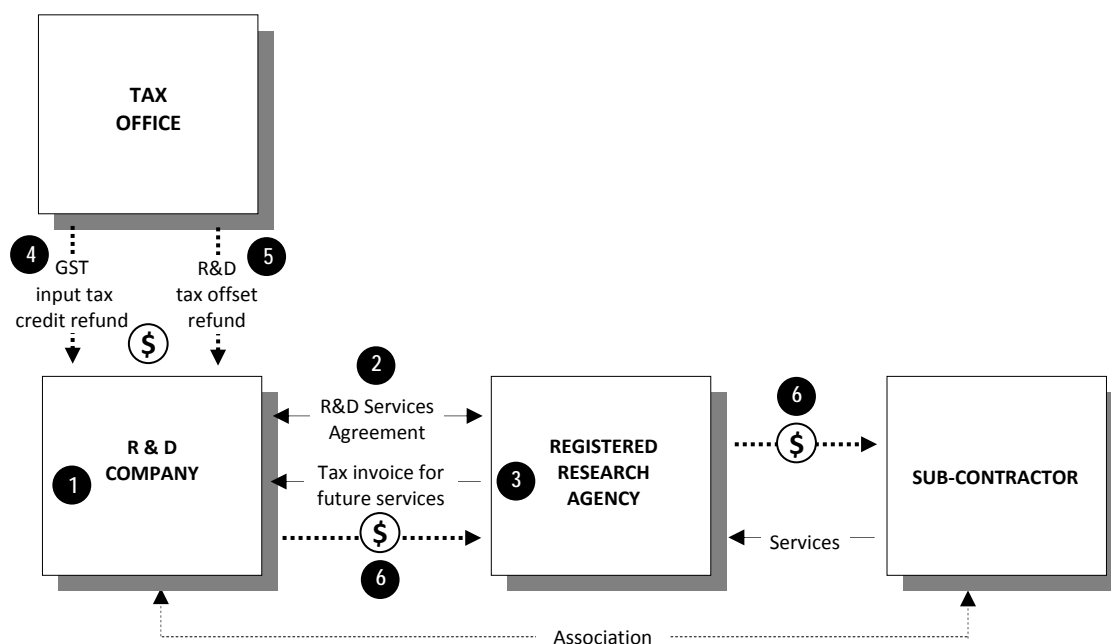 TAX
OFFICE
4
5
GST
input tax
credit refund
R&D
tax offset
refund
$
2
R&D Services
Agreement
6
$
R & D
COMPANY
1
Tax invoice for
future services
REGISTERED
RESEARCH
AGENCY
3
SUB-CONTRACTOR
$
6
Services
Association